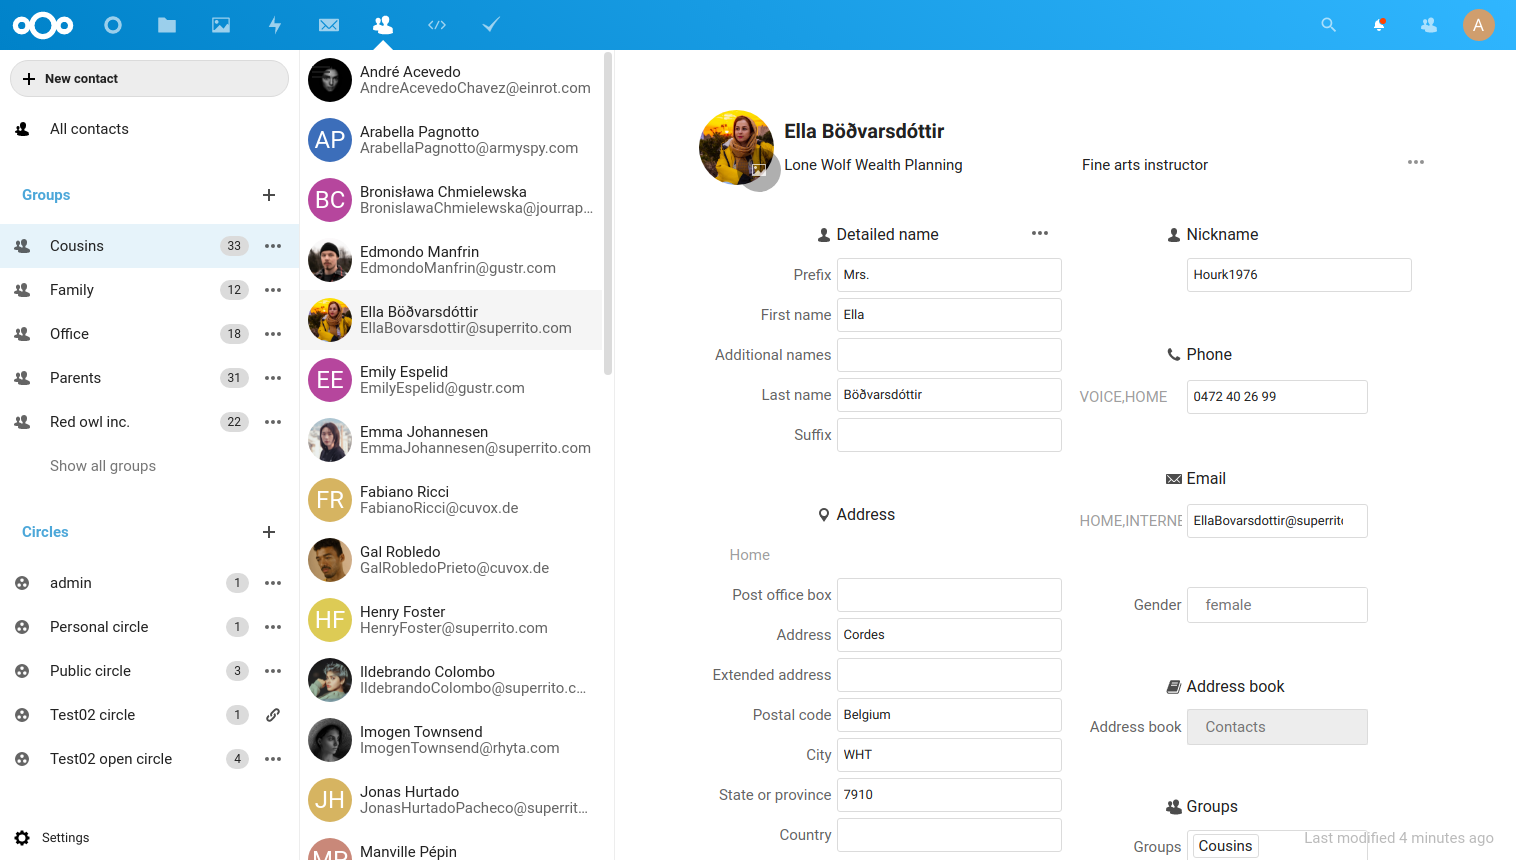 A
New contact
All contacts
Groups
Cousins 33
Family 12
Office 18
Parents 31
Red owl inc. 22
Show all groups
Circles
admin 1
Personal circle 1
Public circle 3
Test02 circle 1
Test02 open circle 4
Settings
André Acevedo
AndreAcevedoChavez@einrot.com
AP
Arabella Pagnotto
ArabellaPagnotto@armyspy.com
BC
Bronisława Chmielewska
BronislawaChmielewska@jourrap...
Edmondo Manfrin
EdmondoManfrin@gustr.com
Ella Böðvarsdóttir
EllaBovarsdottir@superrito.com
EE
Emily Espelid
EmilyEspelid@gustr.com
Emma Johannesen
EmmaJohannesen@superrito.com
FR
Fabiano Ricci
FabianoRicci@cuvox.de
Gal Robledo
GalRobledoPrieto@cuvox.de
HF
Henry Foster
HenryFoster@superrito.com
Ildebrando Colombo
IldebrandoColombo@superrito.c...
Imogen Townsend
ImogenTownsend@rhyta.com
JH
Jonas Hurtado
JonasHurtadoPacheco@superrit...
MP
Manville Pépin
Ella Böðvarsdóttir
Lone Wolf Wealth Planning Fine arts instructor
Detailed name
Prefix Mrs.
First name Ella
Additional names
Last name Böðvarsdóttir
Suffix
Address
Home
Post office box
Address Cordes
Extended address
Postal code Belgium
City WHT
State or province 7910
Country
Nickname
Hourk1976
Phone
VOICE,HOME 0472 40 26 99
Email
HOME,INTERNE EllaBovarsdottir@superrit
Gender female
Address book
Address book Contacts
Groups
Groups Cousins
Last modified 4 minutes ago